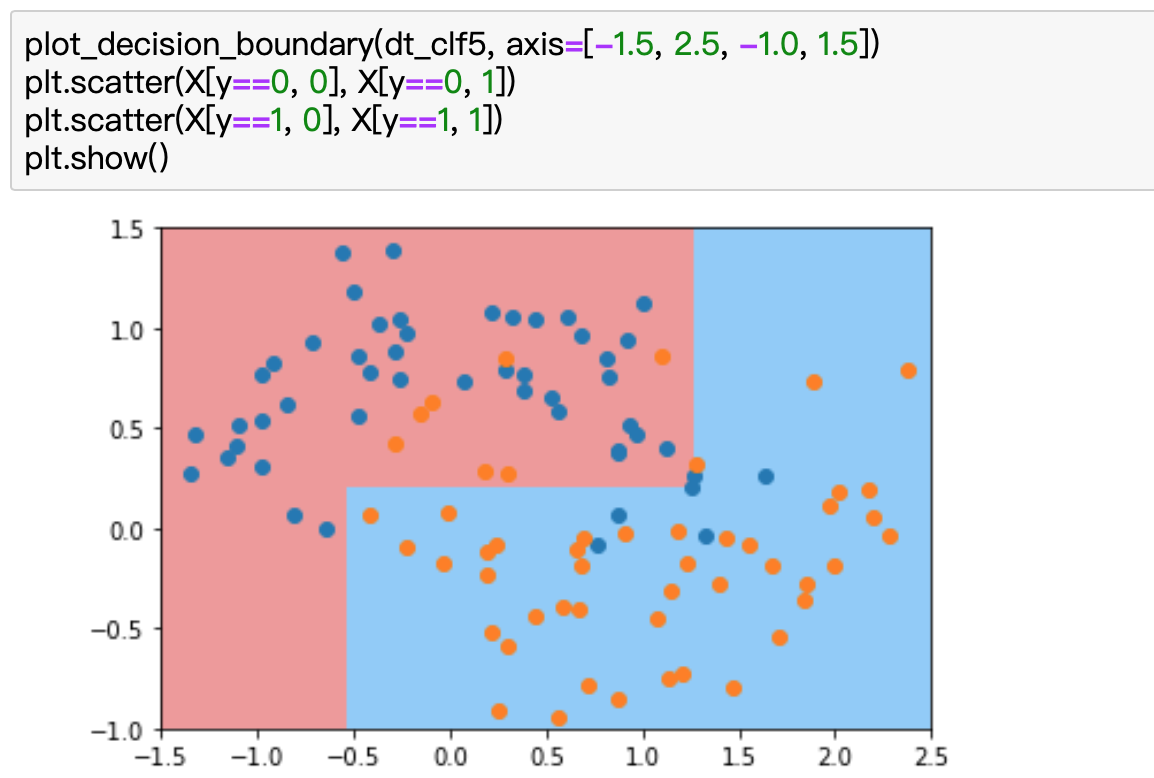 plot_decision_boundary(dt_clf5, axis=[−1.5, 2.5, −1.0, 1.5])
plt.scatter(X[y==0, 0], X[y==0, 1])
plt.scatter(X[y==1, 0], X[y==1, 1])
plt.show()
1.5
1.0
0.5
0.0
−0.5
−1.0
−1.5 −1.0 −0.5 0.0 0.5 1.0 1.5 2.0 2.5